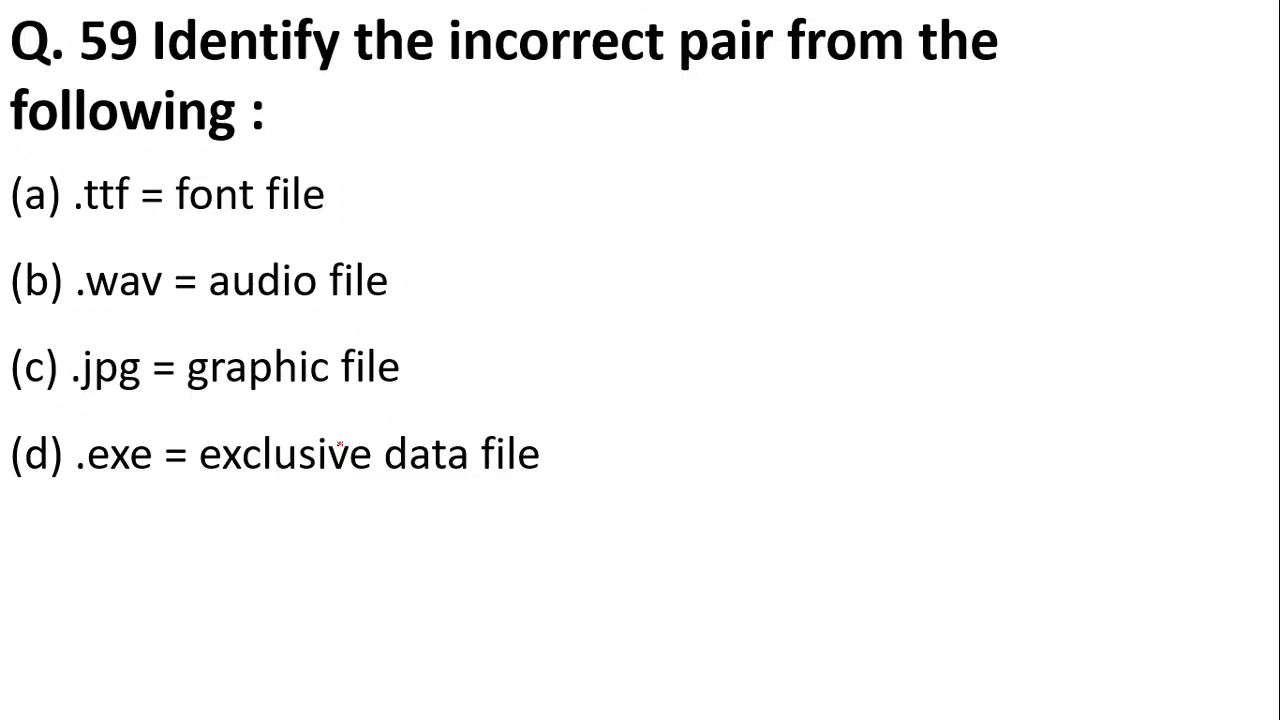 Q. 59 Identify the incorrect pair from the
following :
(a) .ttf = font file
(b) .wav = audio file
(c) .jpg = graphic file
(d) .exe = exclusive data file